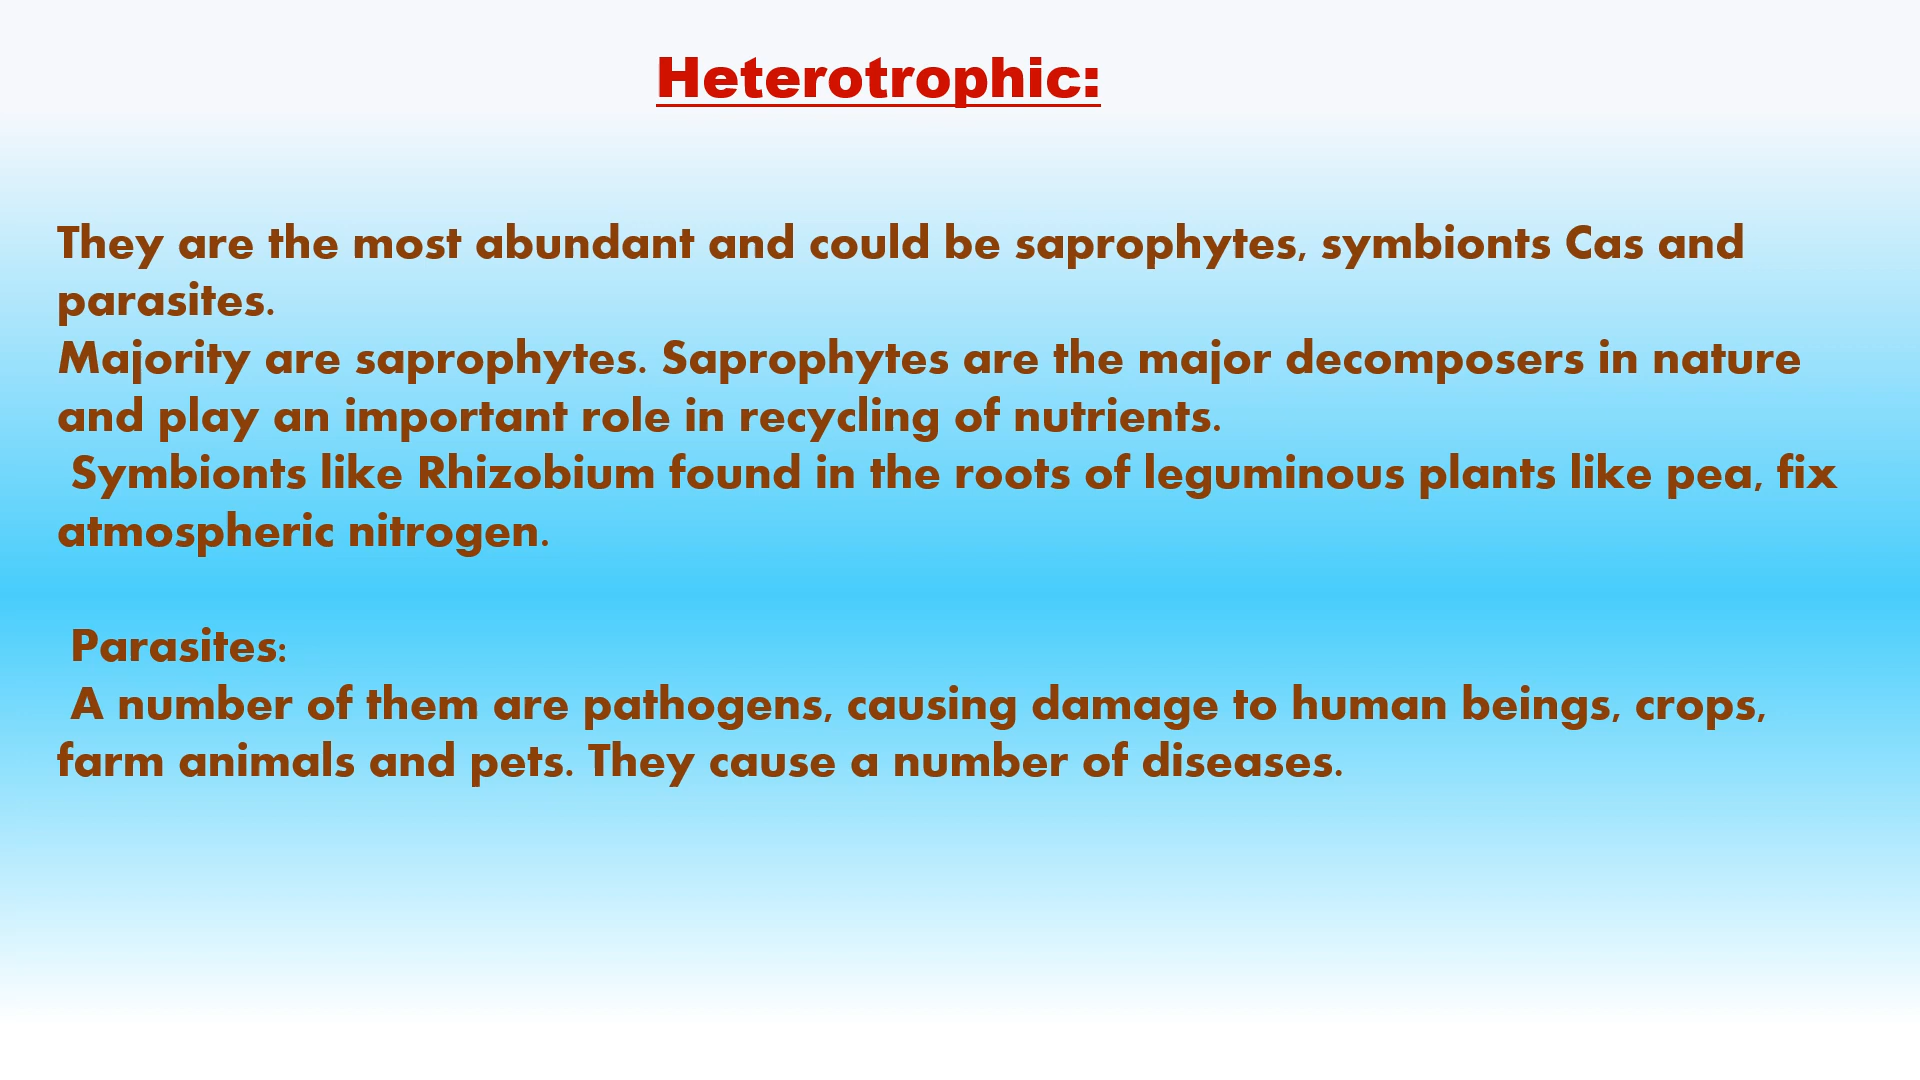 Heterotrophic:
They are the most abundant and could be saprophytes, symbionts Cas and
parasites.
Majority are saprophytes. Saprophytes are the major decomposers in nature
and play an important role in recycling of nutrients.
Symbionts like Rhizobium found in the roots of leguminous plants like pea, fix
atmospheric nitrogen.
Parasites:
A number of them are pathogens, causing damage to human beings, crops,
farm animals and pets. They cause a number of diseases.